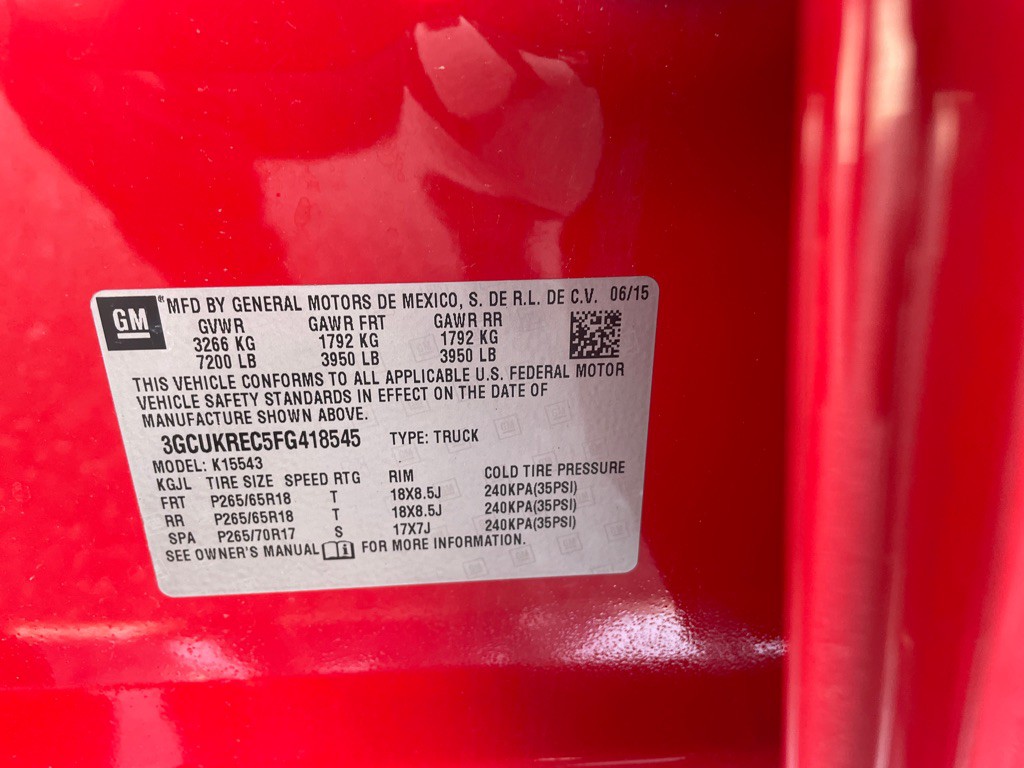 GM
® MFD BY GENERAL MOTORS DE MEXICO, S. DE R.L. DE C.V. 06/15
GVWR GAWR FRT GAWR RR
3266 KG 1792 KG 1792 KG
7200 LB 3950 LB 3950 LB
THIS VEHICLE CONFORMS TO ALL APPLICABLE U.S. FEDERAL MOTOR
VEHICLE SAFETY STANDARDS IN EFFECT ON THE DATE OF
MANUFACTURE SHOWN ABOVE.
3GCUKREC5FG418545 TYPE: TRUCK
MODEL: K15543
KGJL TIRE SIZE SPEED RTG RIM COLD TIRE PRESSURE
FRT P265/65R18 T 18X8.5J 240KPA(35PSI)
RR P265/65R18 T 18X8.5J 240KPA(35PSI)
SPA P265/70R17 S 17X7J 240KPA(35PSI)
SEE OWNER'S MANUAL FOR MORE INFORMATION.